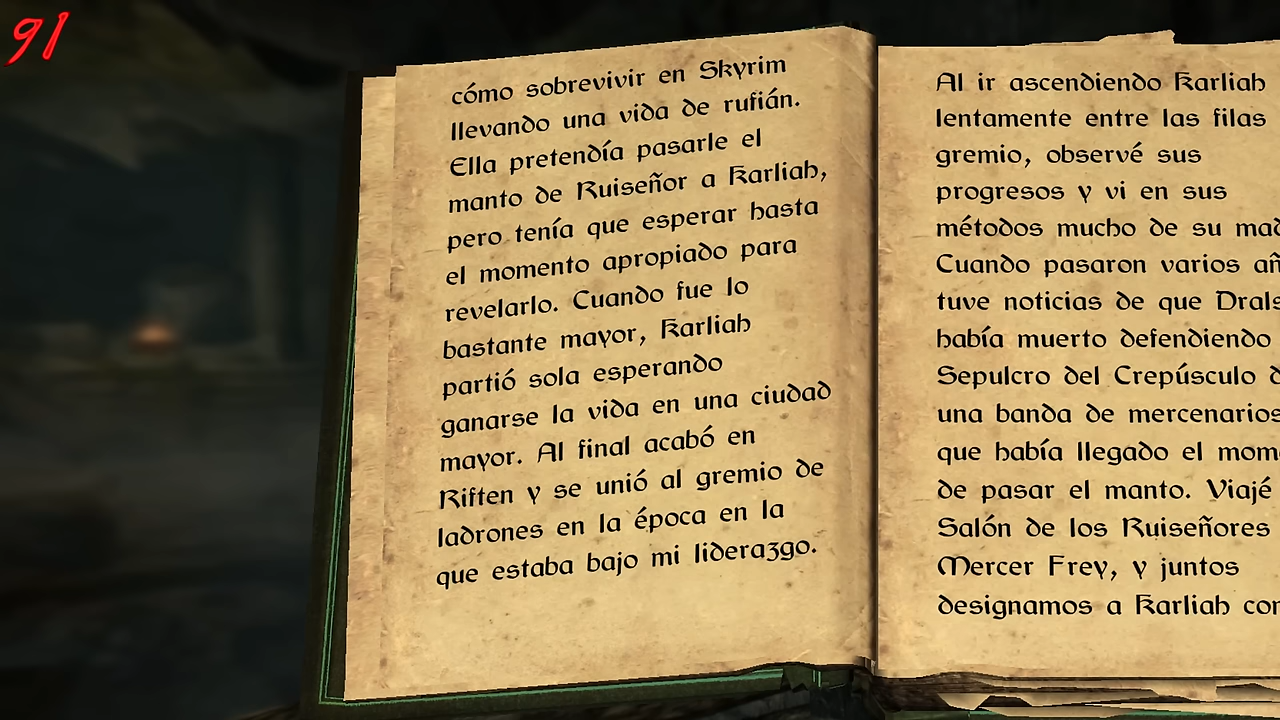 91
cómo sobrevivir en Skyrim
llevando una vida de rufián.
Ella pretendía pasarle el
manto de Ruiseñor a Karliah,
pero tenía que esperar hasta
el momento apropiado para
revelarlo. Cuando fue lo
bastante mayor, Karliah
partió sola esperando
ganarse la vida en una ciudad
mayor. Al final acabó en
Riften y se unió al gremio de
ladrones en la época en la
que estaba bajo mi liderazgo.
Al ir ascendiendo Karliah
lentamente entre las filas
gremio, observé sus
progresos y vi en sus
métodos mucho de su
Cuando pasaron varios
tuve noticias de que
había muerto defendiendo
Sepulcro del Crepúsculo
una banda de mercenarios
que había llegado el
de pasar el manto. Viajé
Salón de los Ruiseñores
Mercer Frey, y juntos
designamos a Karliah